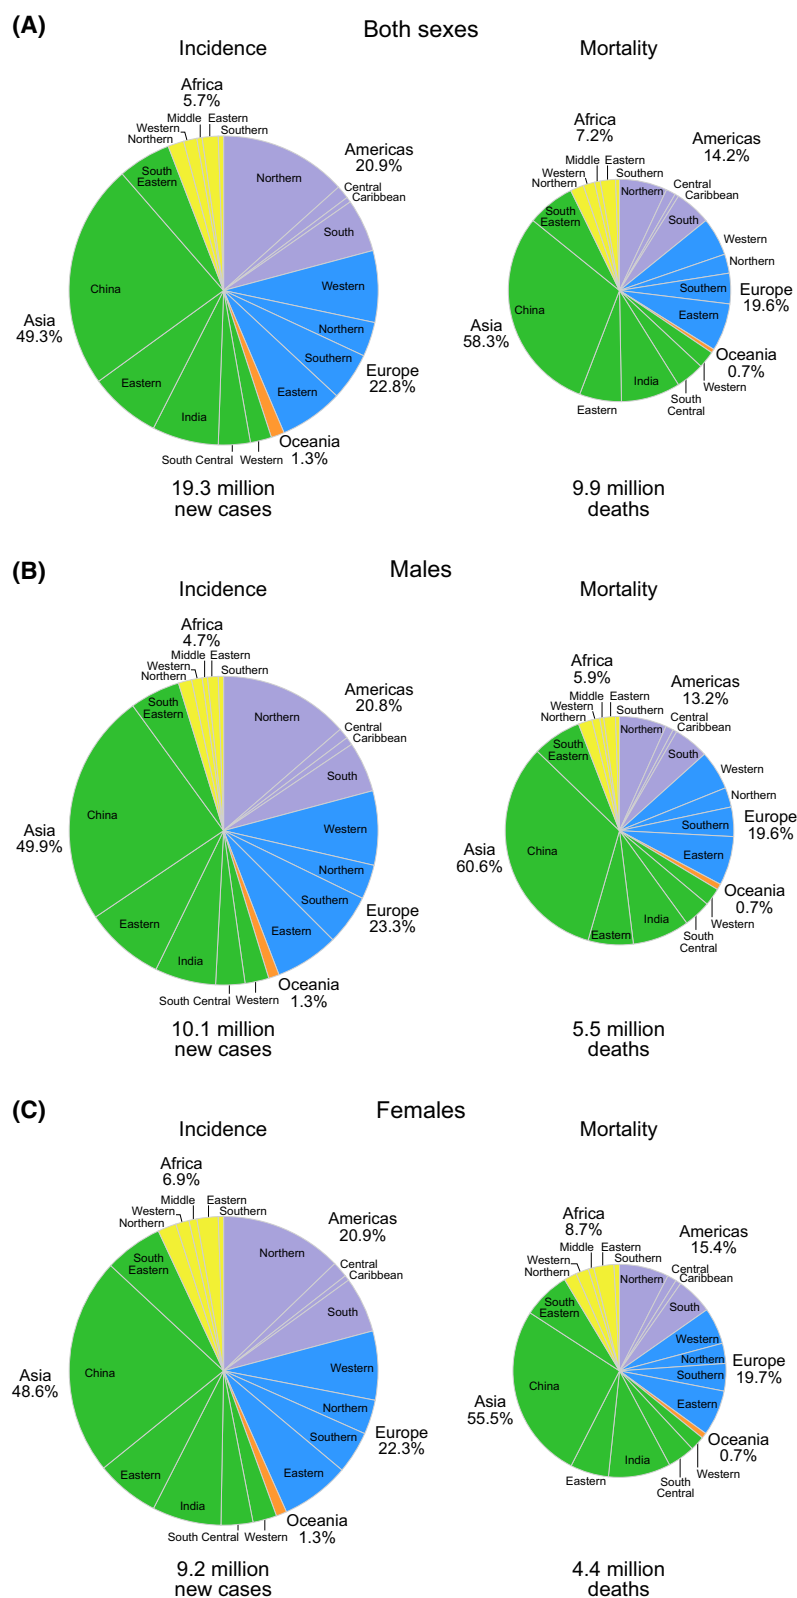 (A)
Both sexes
Incidence
Mortality
Africa
5.7%
Middle
Eastern
Western
Southern
Northern
Americas
20.9%
Northern
Central
Caribbean
South
Western
Northern
Southern
Europe
22.8%
Eastern
Oceania
1.3%
Western
South Central
India
Eastern
Asia
49.3%
China
South
Eastern
19.3 million
new cases
Africa
7.2%
Middle
Eastern
Western
Southern
Northern
Americas
14.2%
Northern
Central
Caribbean
South
Western
Northern
Southern
Europe
19.6%
Eastern
Oceania
0.7%
Western
South
Central
India
Eastern
Asia
58.3%
China
South
Eastern
9.9 million
deaths
(B)
Males
Incidence
Mortality
Africa
4.7%
Middle
Eastern
Western
Southern
Northern
Americas
20.8%
Northern
Central
Caribbean
South
Western
Northern
Southern
Europe
23.3%
Eastern
Oceania
1.3%
Western
South Central
India
Eastern
Asia
49.9%
China
South
Eastern
10.1 million
new cases
Africa
5.9%
Middle
Eastern
Western
Southern
Northern
Americas
13.2%
Northern
Central
Caribbean
South
Western
Northern
Southern
Europe
19.6%
Eastern
Oceania
0.7%
Western
South
Central
India
Eastern
Asia
60.6%
China
South
Eastern
5.5 million
deaths
(C)
Females
Incidence
Mortality
Africa
6.9%
Middle
Eastern
Western
Southern
Northern
Americas
20.9%
Northern
Central
Caribbean
South
Western
Northern
Southern
Europe
22.3%
Eastern
Oceania
1.3%
Western
South Central
India
Eastern
Asia
48.6%
China
South
Eastern
9.2 million
new cases
Africa
8.7%
Middle
Eastern
Western
Southern
Northern
Americas
15.4%
Northern
Central
Caribbean
South
Western
Northern
Southern
Europe
19.7%
Eastern
Oceania
0.7%
Western
South
Central
India
Eastern
Asia
55.5%
China
South
Eastern
4.4 million
deaths